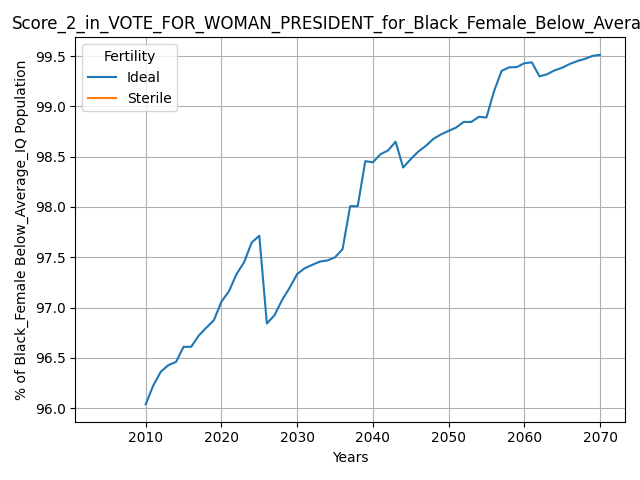 Score_2_in_VOTE_FOR_WOMAN_PRESIDENT_for_Black_Female_Below_Avera
% of Black_Female Below_Average_IQ Population
99.5
99.0
98.5
98.0
97.5
97.0
96.5
96.0
Fertility
Ideal
Sterile
2010 2020 2030 2040 2050 2060 2070
Years